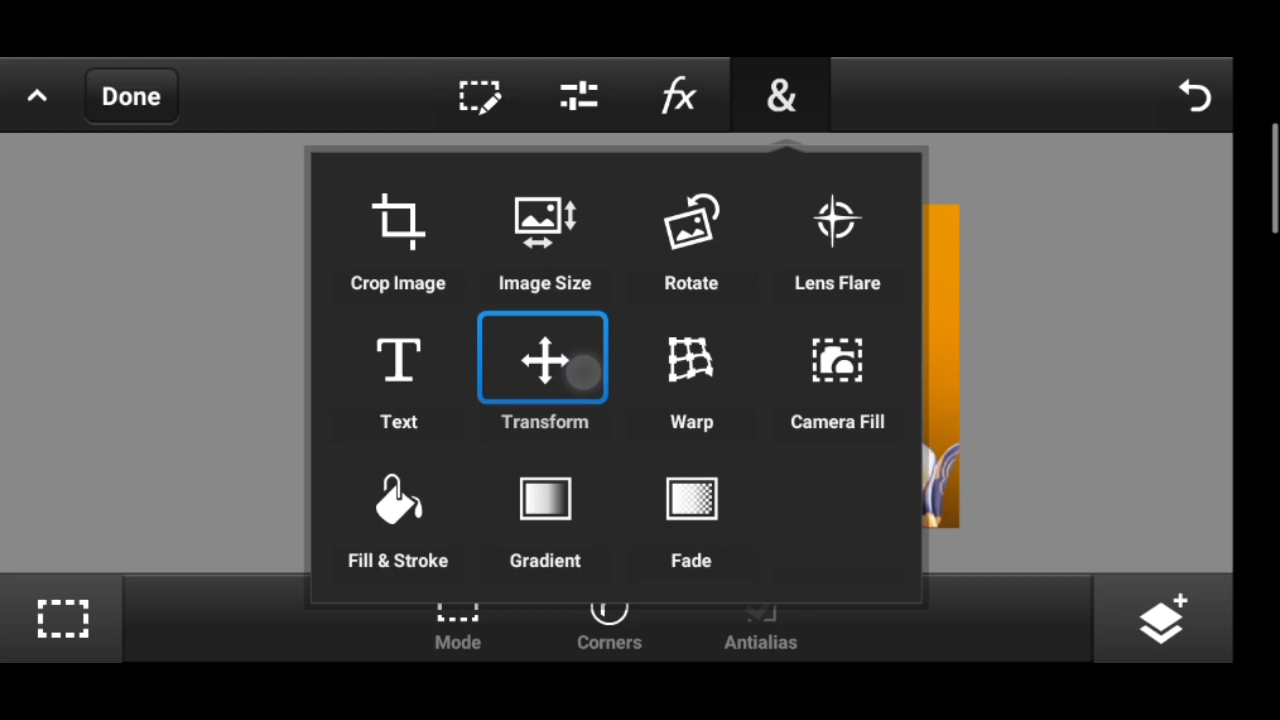 Done
fx
&
Crop Image
Image Size
Rotate
Lens Flare
T
Text
Transform
Warp
Camera Fill
Fill & Stroke
Gradient
Fade
Mode
Corners
Antialias